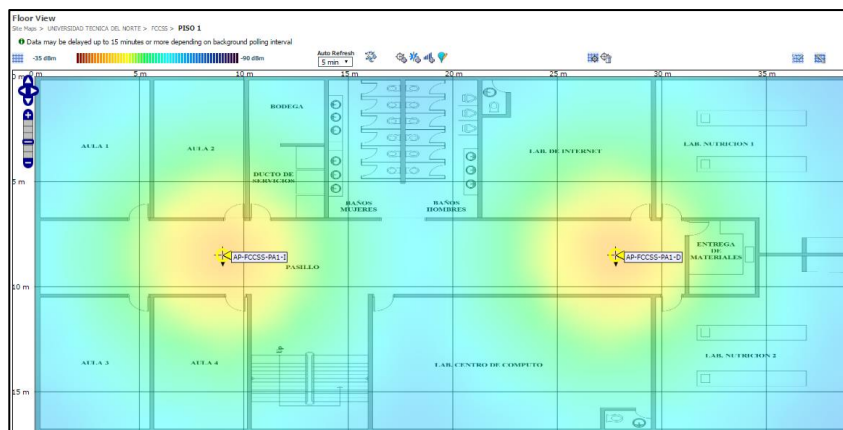 Floor View
Site Maps > UNIVERSIDAD TECNICA DEL NORTE > FCCSS > PISO 1
Data may be delayed up to 15 minutes or more depending on background polling interval
-35 dBm
-90 dBm
Auto Refresh
5 min
0 m
0 m
5 m
10 m
15 m
20 m
25 m
30 m
35 m
BODEGA
AULA 1
AULA 2
LAB. DE INTERNET
LAB. NUTRICION 1
DUCTO DE
SERVICIOS
5 m
BAÑOS
MUJERES
BAÑOS
HOMBRES
ENTREGA
DE
MATERIALES
AP-FCCSS-PA1-I
AP-FCCSS-PA1-D
PASILLO
10 m
AULA 3
AULA 4
LAB. CENTRO DE COMPUTO
LAB. NUTRICION 2
15 m